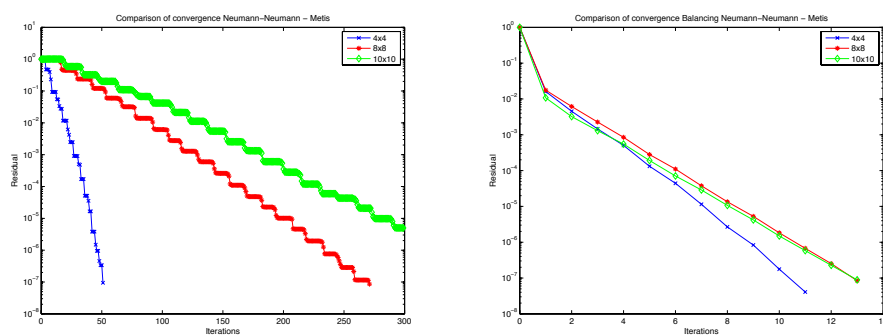 Comparison of convergence Neumann−Neumann − Metis
10^1
10^0
10^−1
10^−2
10^−3
10^−4
10^−5
10^−6
10^−7
10^−8
Residual
0 50 100 150 200 250 300
Iterations
4x4
8x8
10x10
Comparison of convergence Balancing Neumann−Neumann − Metis
10^0
10^−1
10^−2
10^−3
10^−4
10^−5
10^−6
10^−7
10^−8
Residual
0 2 4 6 8 10 12
Iterations
4x4
8x8
10x10